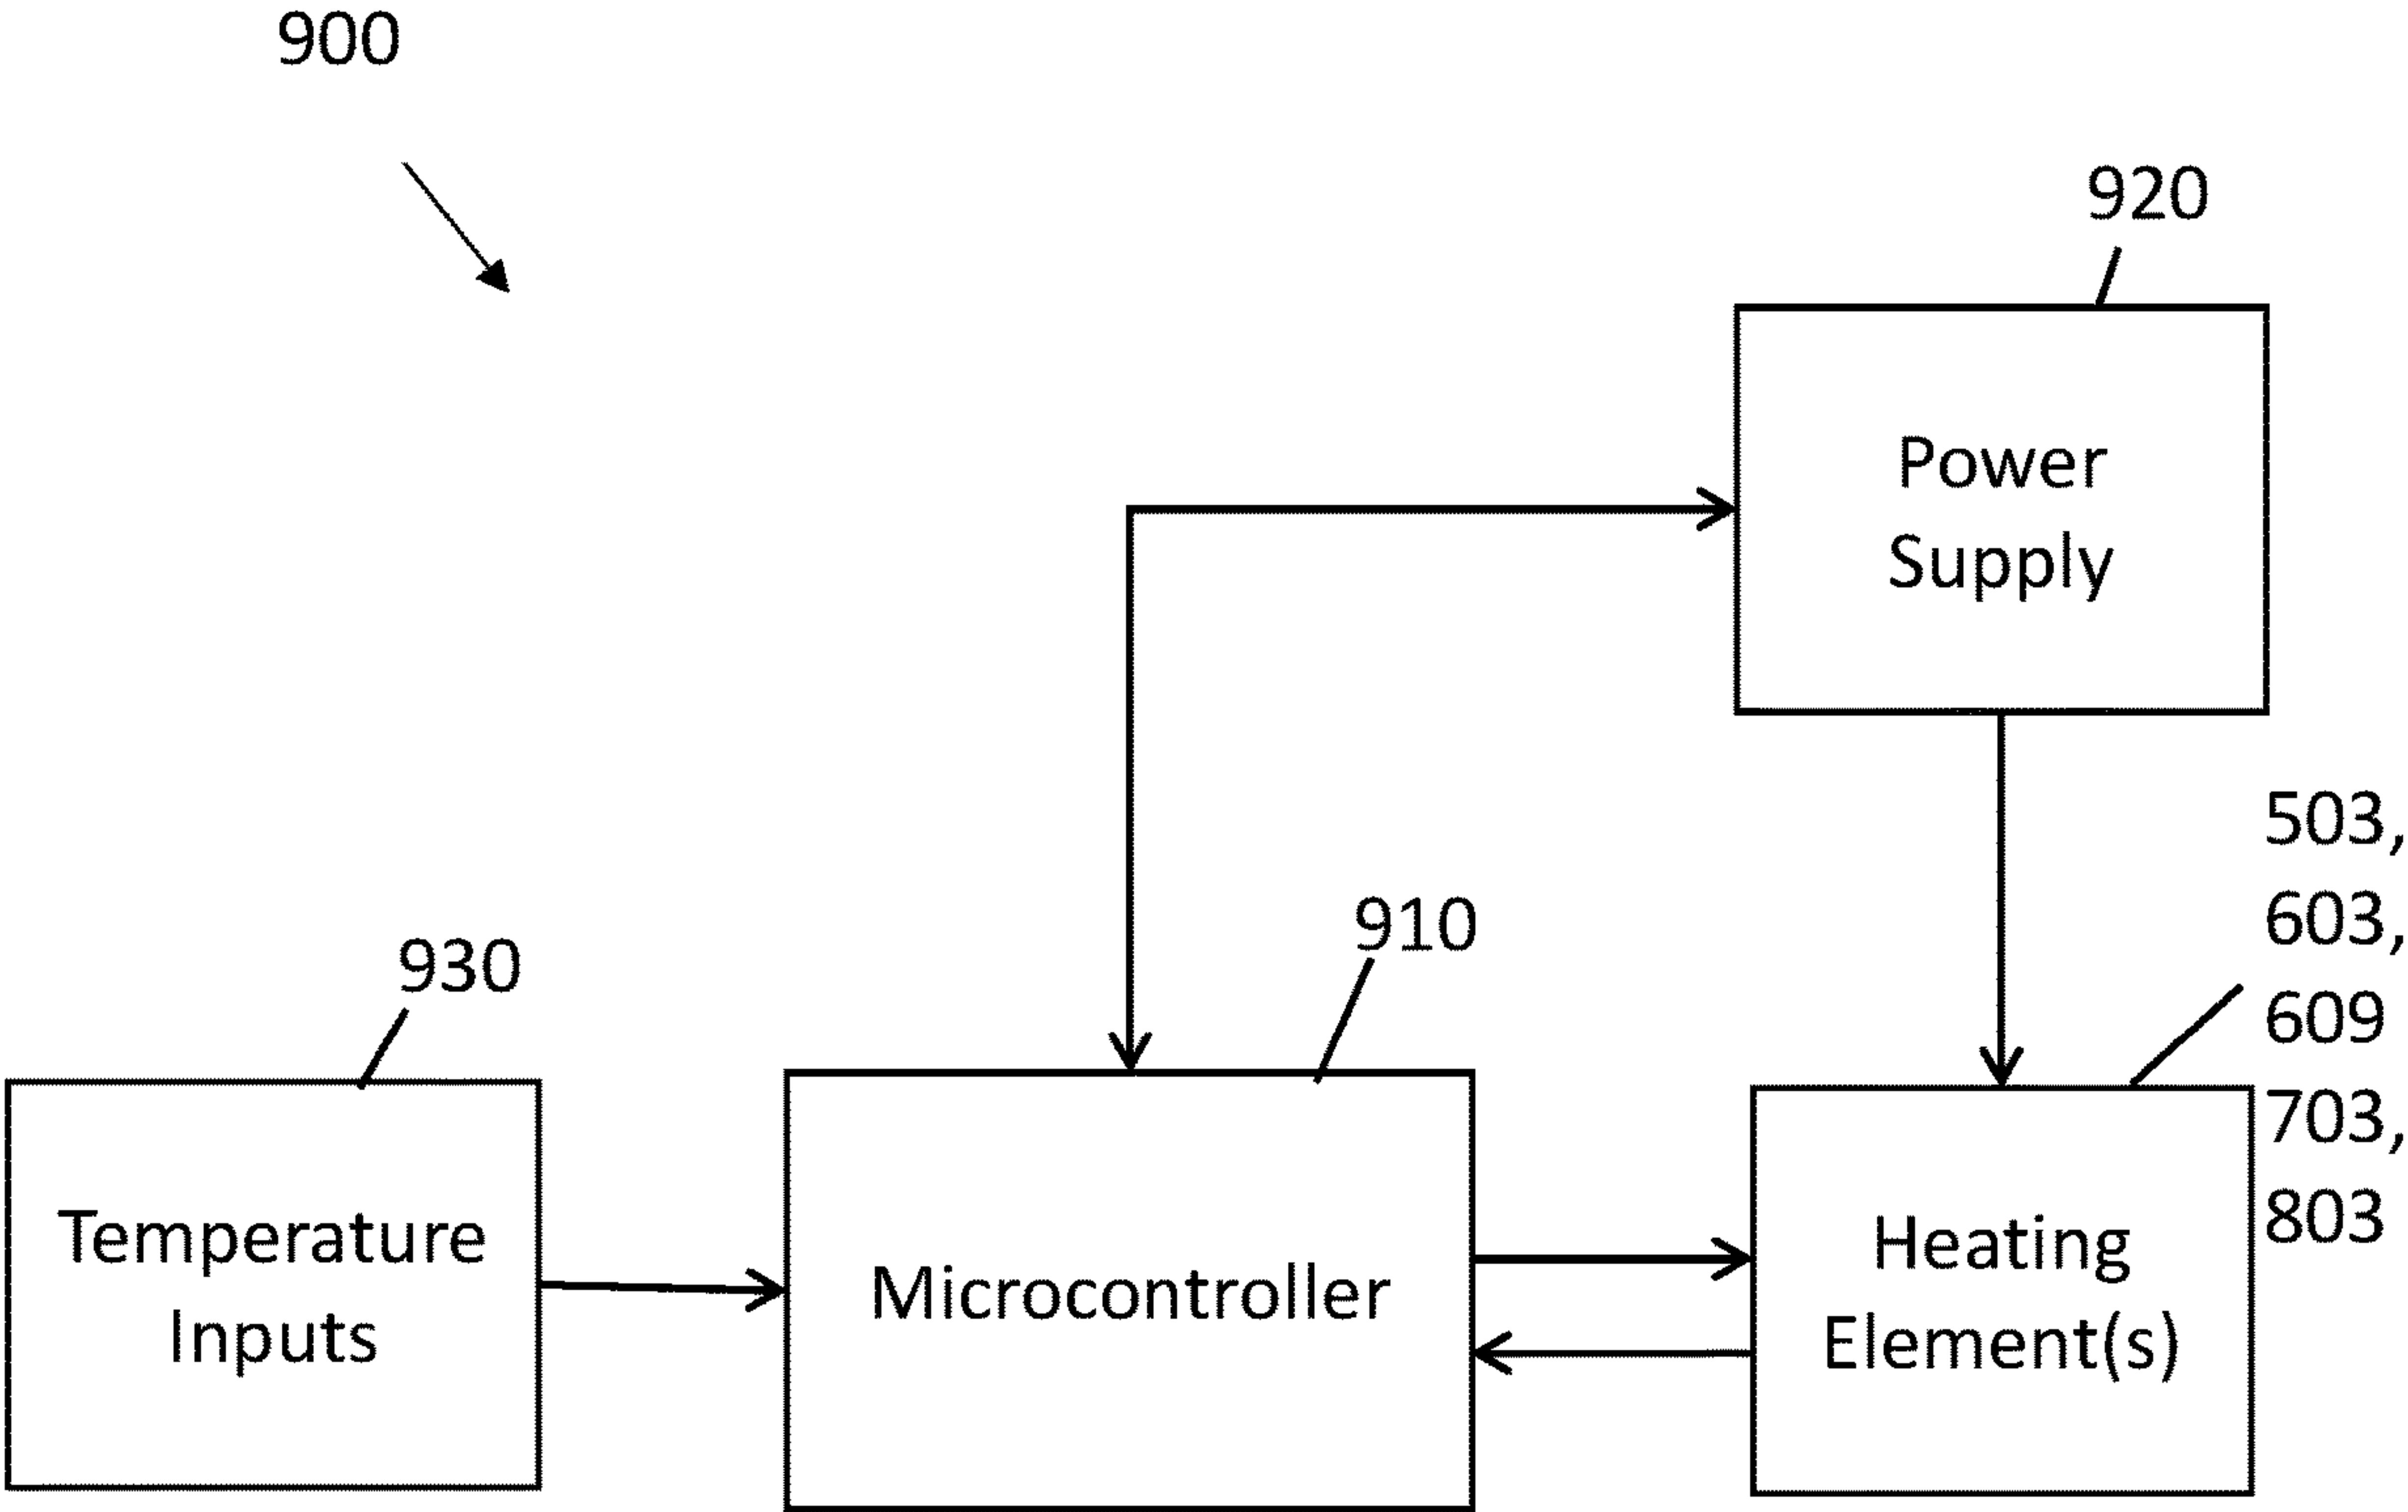 900
920
Power
Supply
503,
603,
609
703,
803
910
930
Temperature
Inputs
Microcontroller
Heating
Element(s)